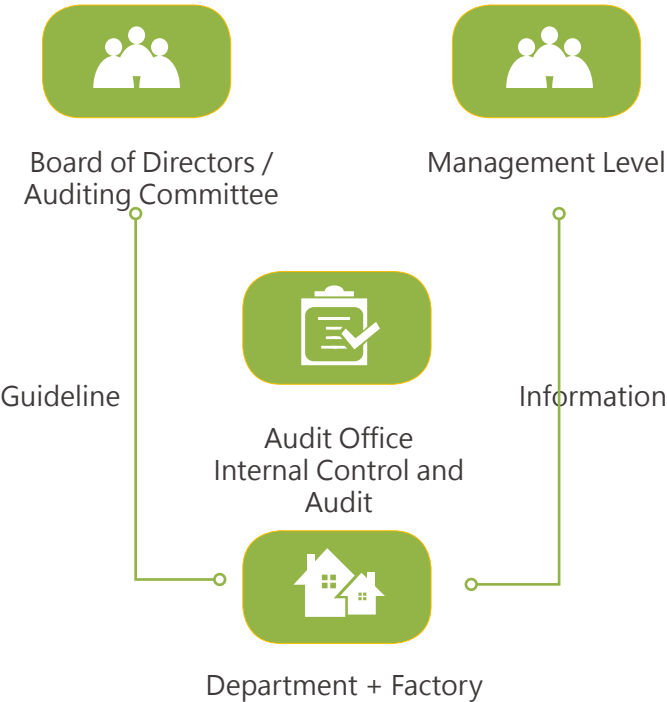 Board of Directors /
Auditing Committee
Management Level
Guideline
Information
Audit Office
Internal Control and
Audit
Department + Factory